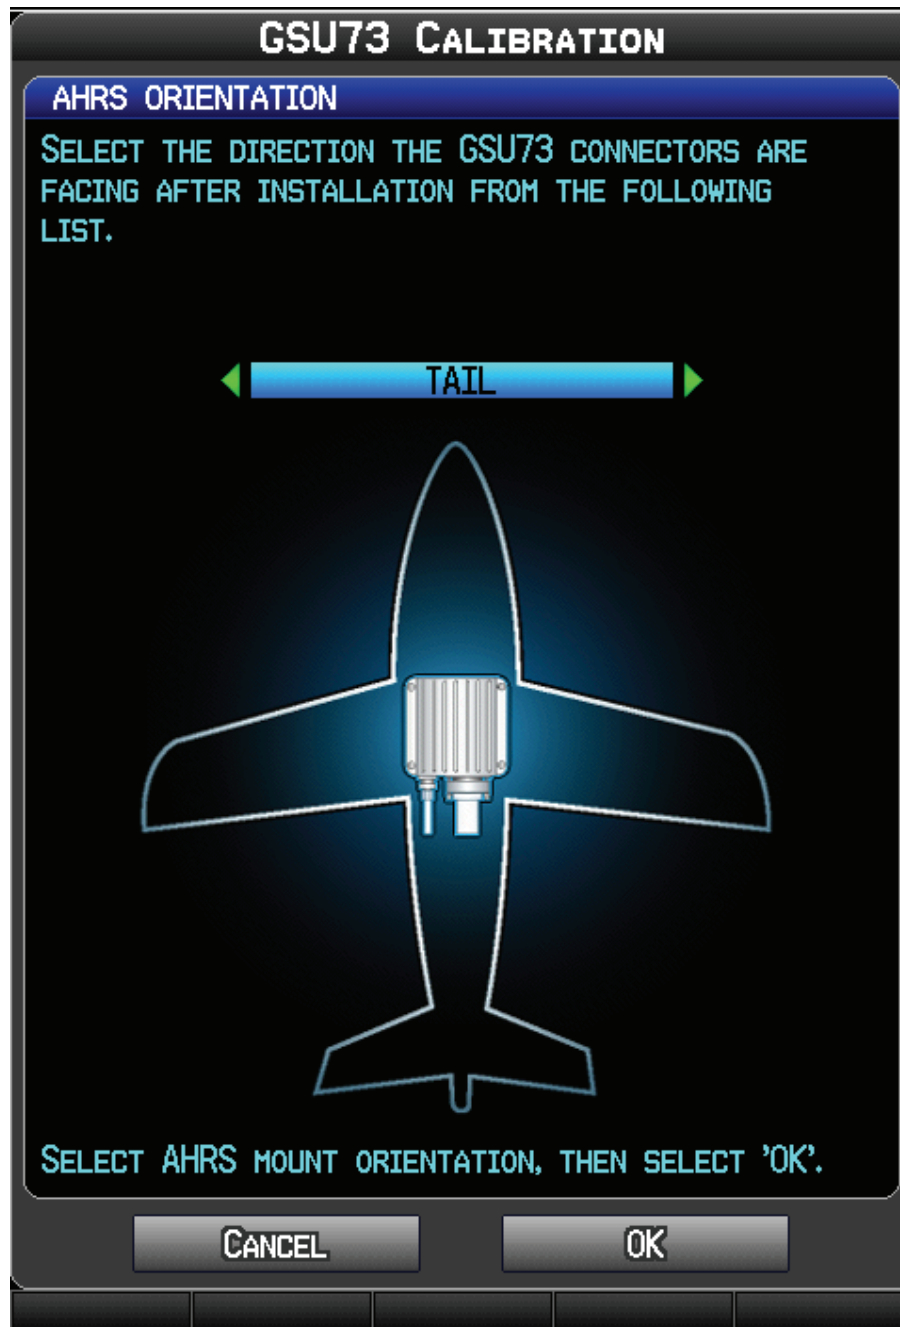 GSU73 CALIBRATION
AHRS ORIENTATION
SELECT THE DIRECTION THE GSU73 CONNECTORS ARE
FACING AFTER INSTALLATION FROM THE FOLLOWING
LIST.
TAIL
SELECT AHRS MOUNT ORIENTATION, THEN SELECT 'OK'.
CANCEL OK